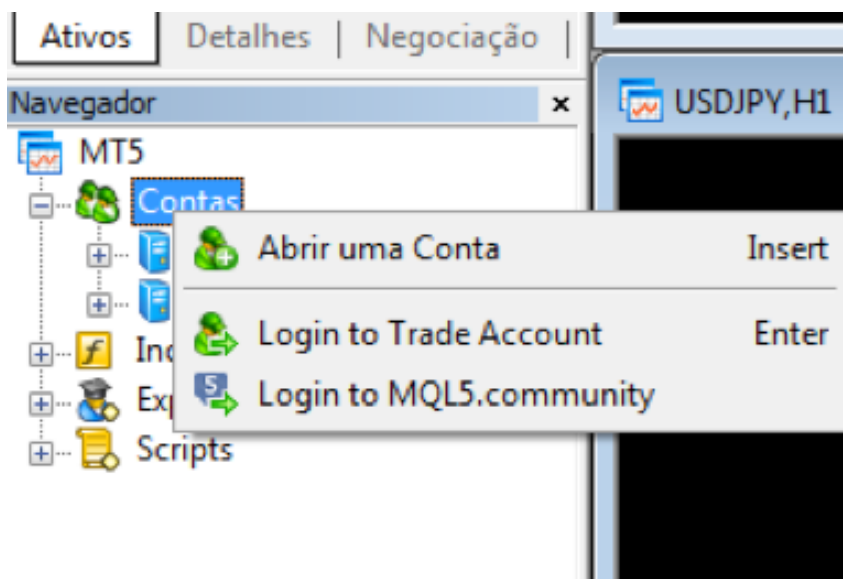 Ativos | Detalhes | Negociação |
Navegador
USDJPY,H1
MT5
Contas
Abrir uma Conta Insert
Login to Trade Account Enter
Login to MQL5.community
Scripts